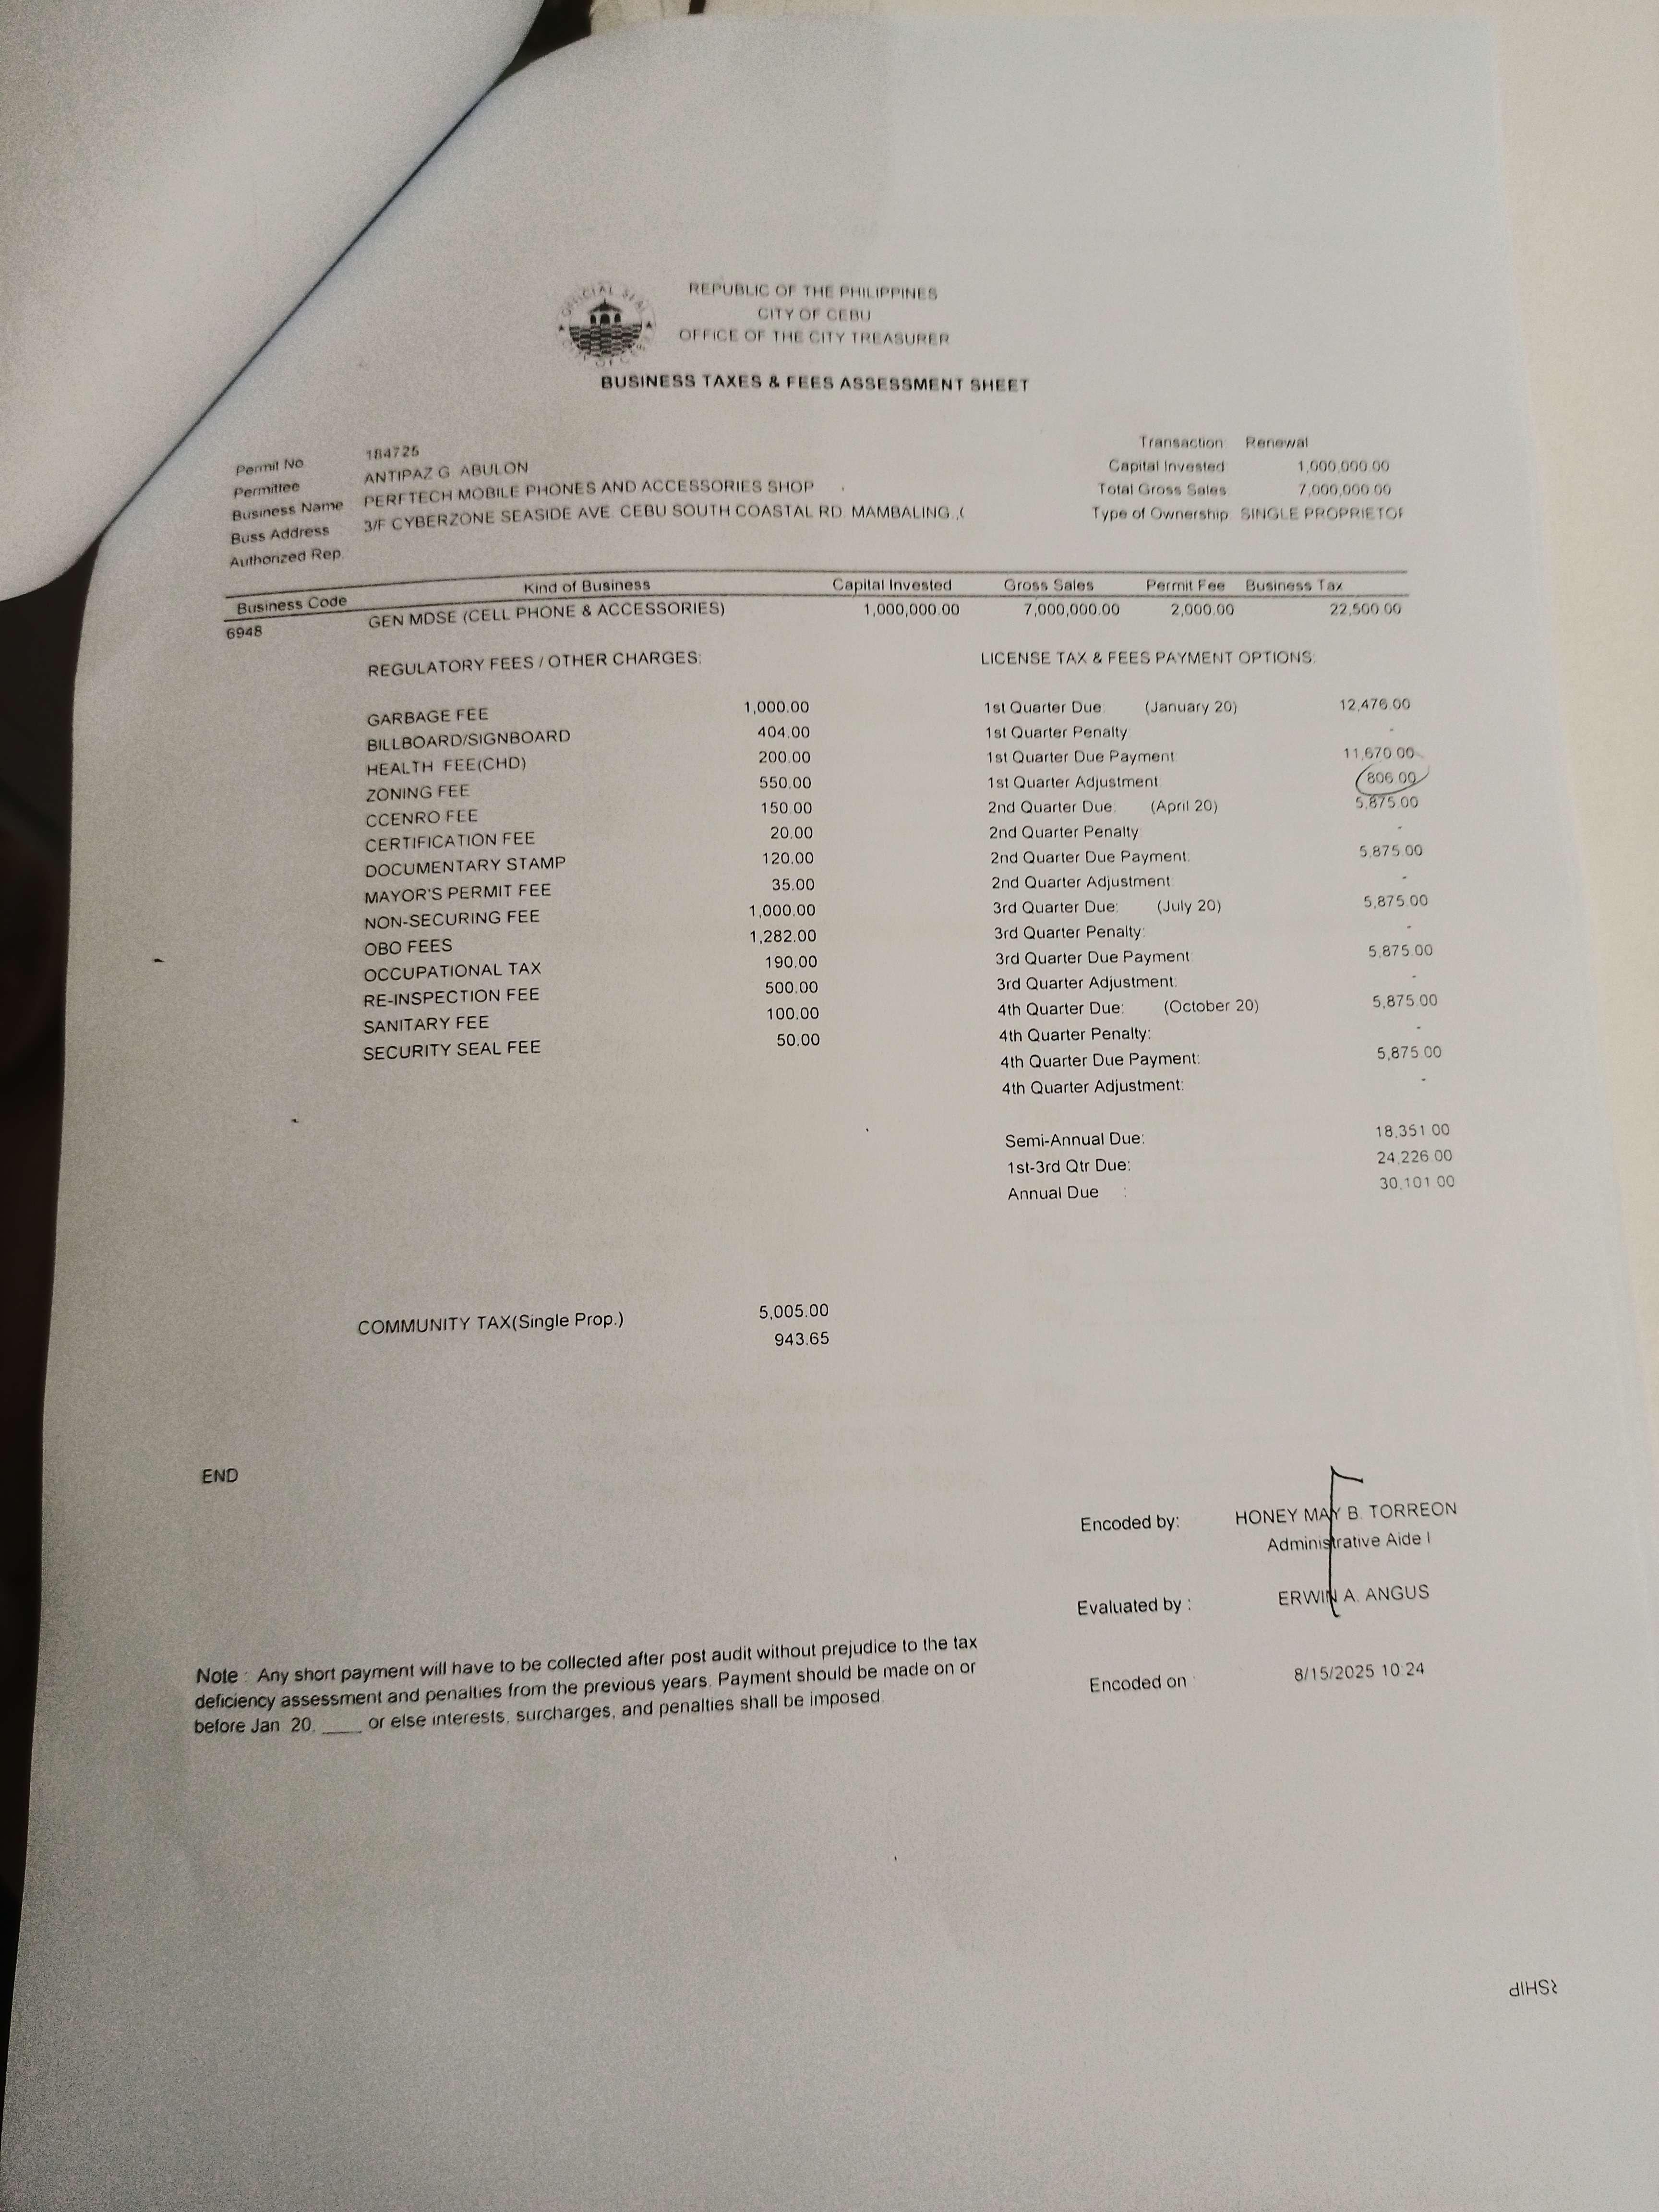 REPUBLIC OF THE PHILIPPINES
CITY OF CEBU
OFFICE OF THE CITY TREASURER
BUSINESS TAXES & FEES ASSESSMENT SHEET
Permit No 184725
Permittee ANTIPAZ G. ABULON
Business Name PERFTECH MOBILE PHONES AND ACCESSORIES SHOP
Buss Address 3/F CYBERZONE SEASIDE AVE. CEBU SOUTH COASTAL RD. MAMBALING ,(
Authorized Rep.
Transaction Renewal
Capital Invested 1,000,000.00
Total Gross Sales 7,000,000.00
Type of Ownership SINGLE PROPRIETOR
Business Code Kind of Business Capital Invested Gross Sales Permit Fee Business Tax
6948 GEN MDSE (CELL PHONE & ACCESSORIES) 1,000,000.00 7,000,000.00 2,000.00 22,500.00
REGULATORY FEES / OTHER CHARGES:
GARBAGE FEE 1,000.00
BILLBOARD/SIGNBOARD 404.00
HEALTH FEE(CHD) 200.00
ZONING FEE 550.00
CCENRO FEE 150.00
CERTIFICATION FEE 20.00
DOCUMENTARY STAMP 120.00
MAYOR'S PERMIT FEE 35.00
NON-SECURING FEE 1,000.00
OBO FEES 1,282.00
OCCUPATIONAL TAX 190.00
RE-INSPECTION FEE 500.00
SANITARY FEE 100.00
SECURITY SEAL FEE 50.00
LICENSE TAX & FEES PAYMENT OPTIONS:
1st Quarter Due (January 20) 12,476.00
1st Quarter Penalty -
1st Quarter Due Payment 11,670.00
1st Quarter Adjustment: 806.00
2nd Quarter Due: (April 20) 5,875.00
2nd Quarter Penalty -
2nd Quarter Due Payment: 5,875.00
2nd Quarter Adjustment -
3rd Quarter Due: (July 20) 5,875.00
3rd Quarter Penalty: -
3rd Quarter Due Payment 5,875.00
3rd Quarter Adjustment: -
4th Quarter Due: (October 20) 5,875.00
4th Quarter Penalty: -
4th Quarter Due Payment: 5,875.00
4th Quarter Adjustment: -
Semi-Annual Due: 18,351.00
1st-3rd Qtr Due: 24,226.00
Annual Due : 30,101.00
COMMUNITY TAX(Single Prop.) 5,005.00
943.65
END
Encoded by: HONEY MAY B. TORREON
Administrative Aide I
Evaluated by : ERWIN A. ANGUS
Encoded on : 8/15/2025 10:24
Note : Any short payment will have to be collected after post audit without prejudice to the tax
deficiency assessment and penalties from the previous years. Payment should be made on or
before Jan 20, ____ or else interests, surcharges, and penalties shall be imposed.
RSHIP